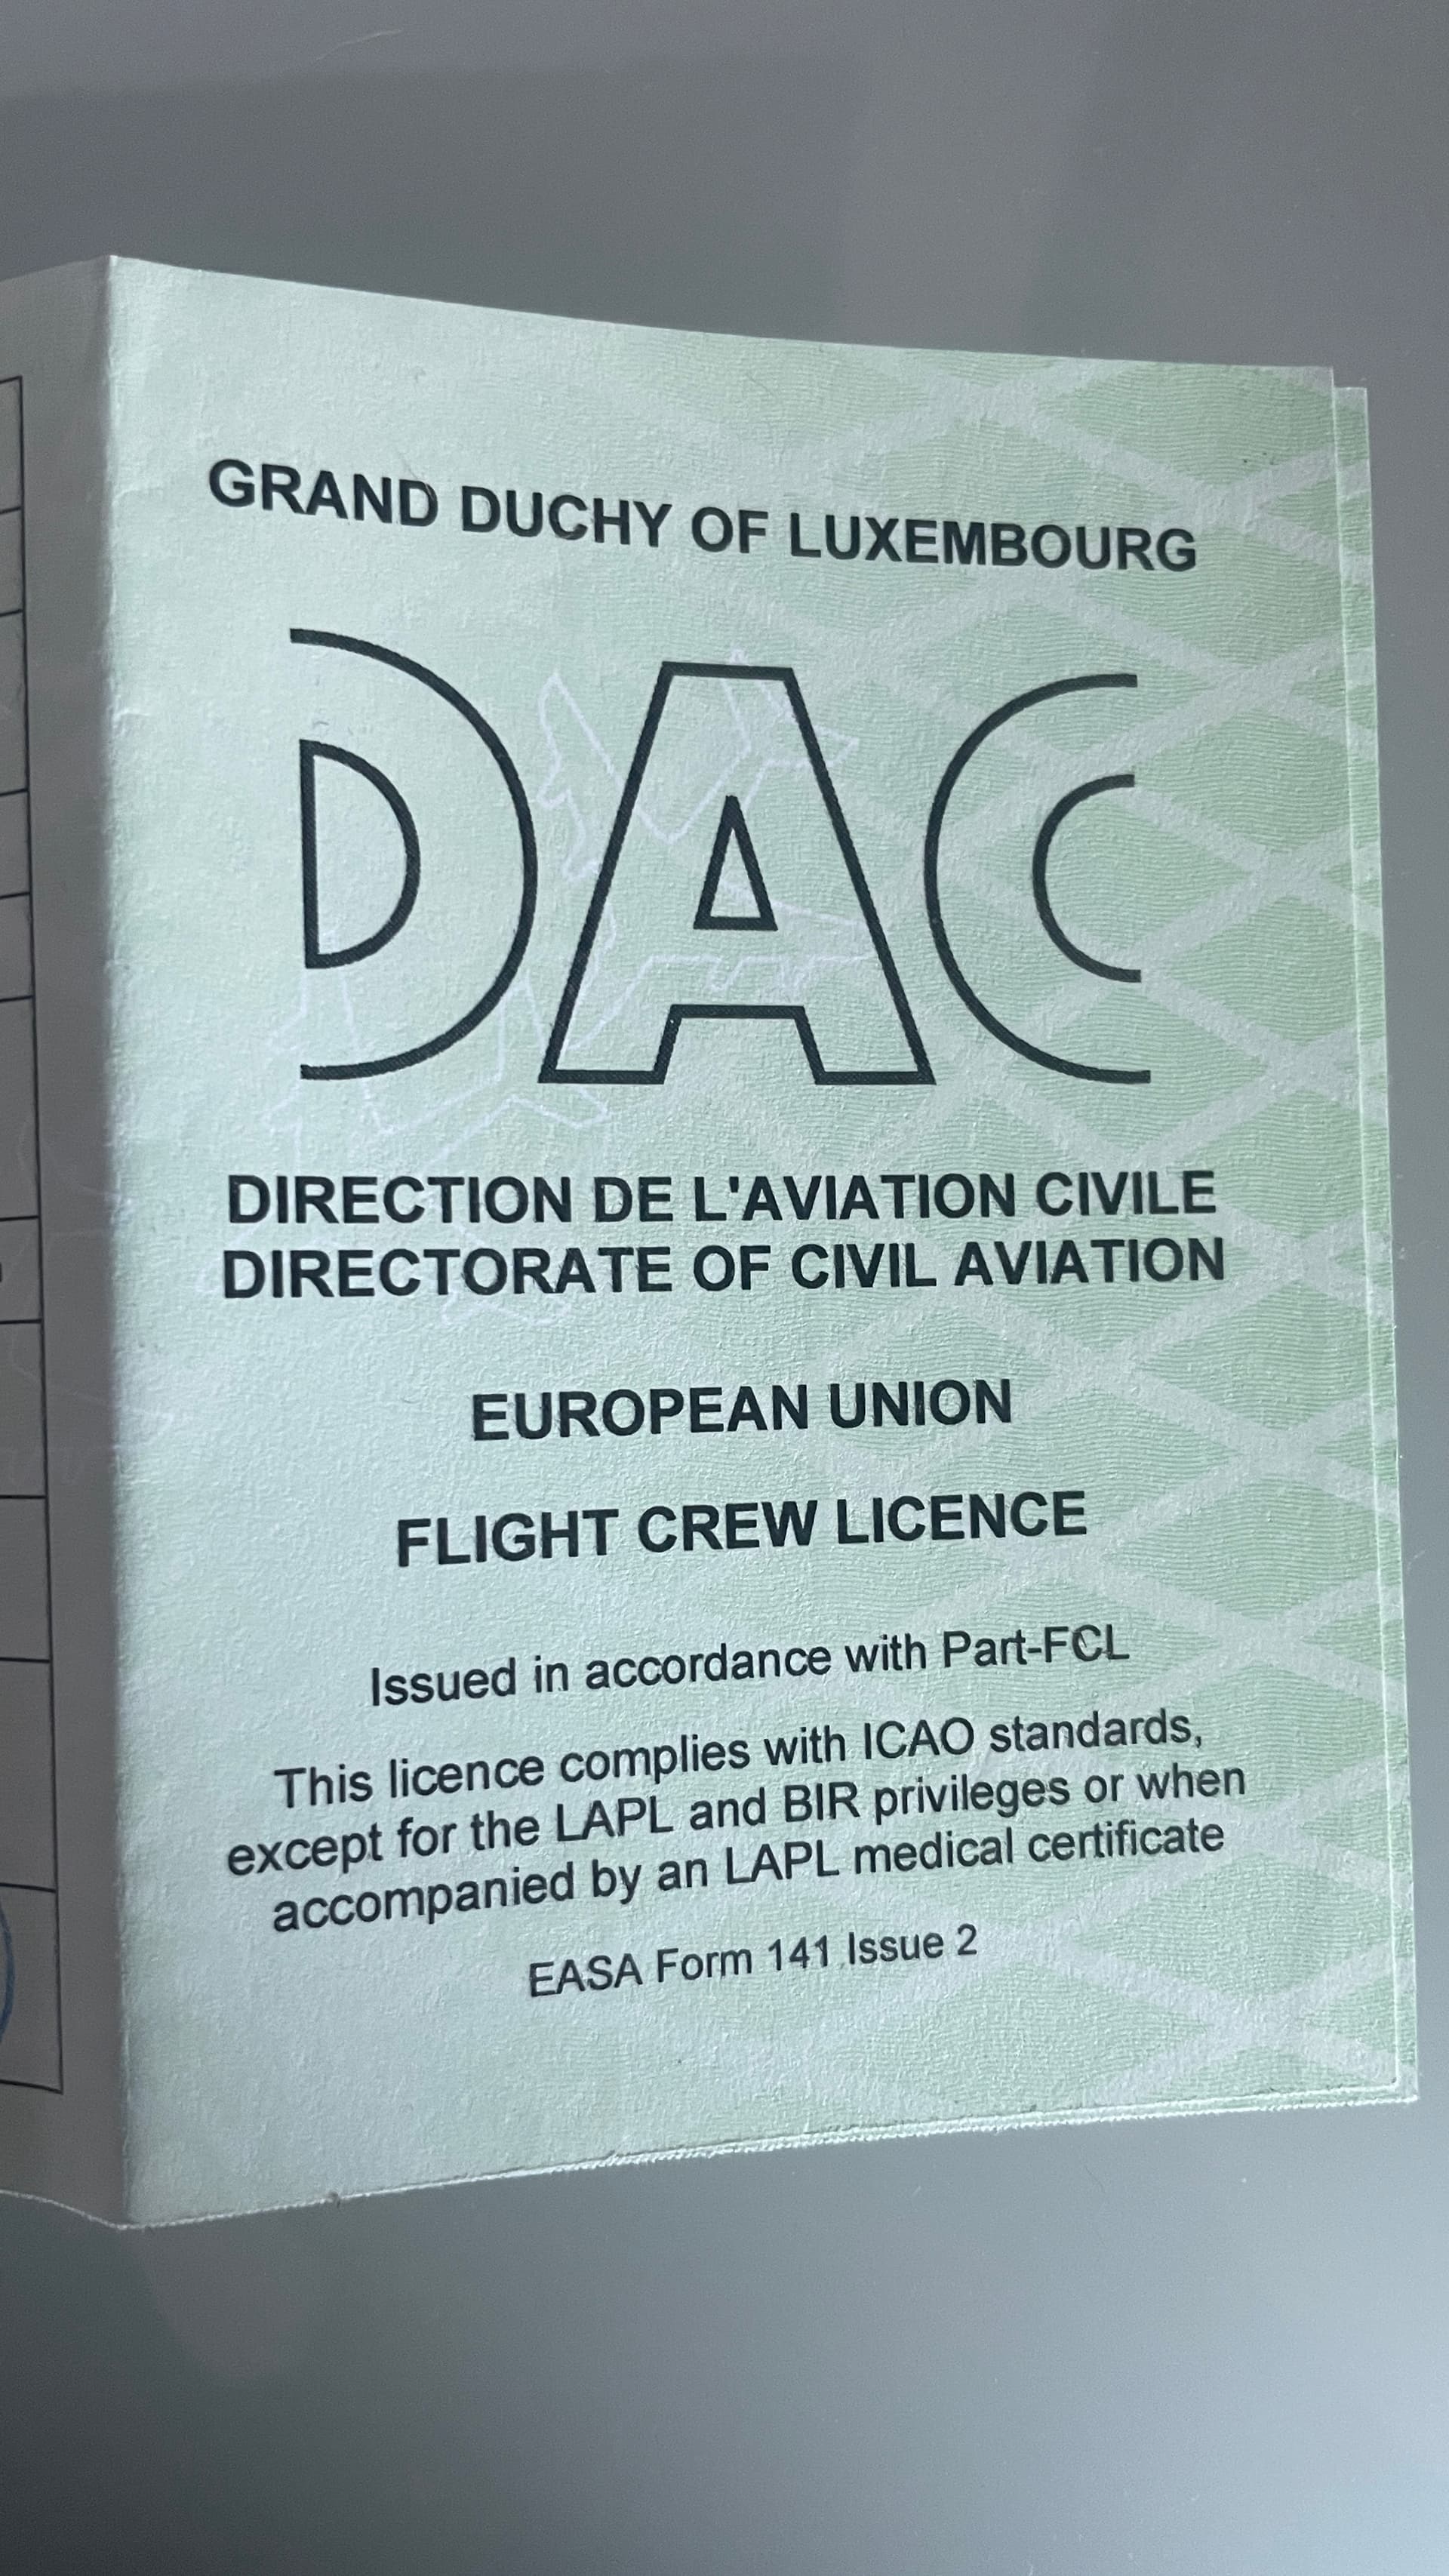 GRAND DUCHY OF LUXEMBOURG
DAC
DIRECTION DE L'AVIATION CIVILE
DIRECTORATE OF CIVIL AVIATION
EUROPEAN UNION
FLIGHT CREW LICENCE
Issued in accordance with Part-FCL
This licence complies with ICAO standards,
except for the LAPL and BIR privileges or when
accompanied by an LAPL medical certificate
EASA Form 141 Issue 2